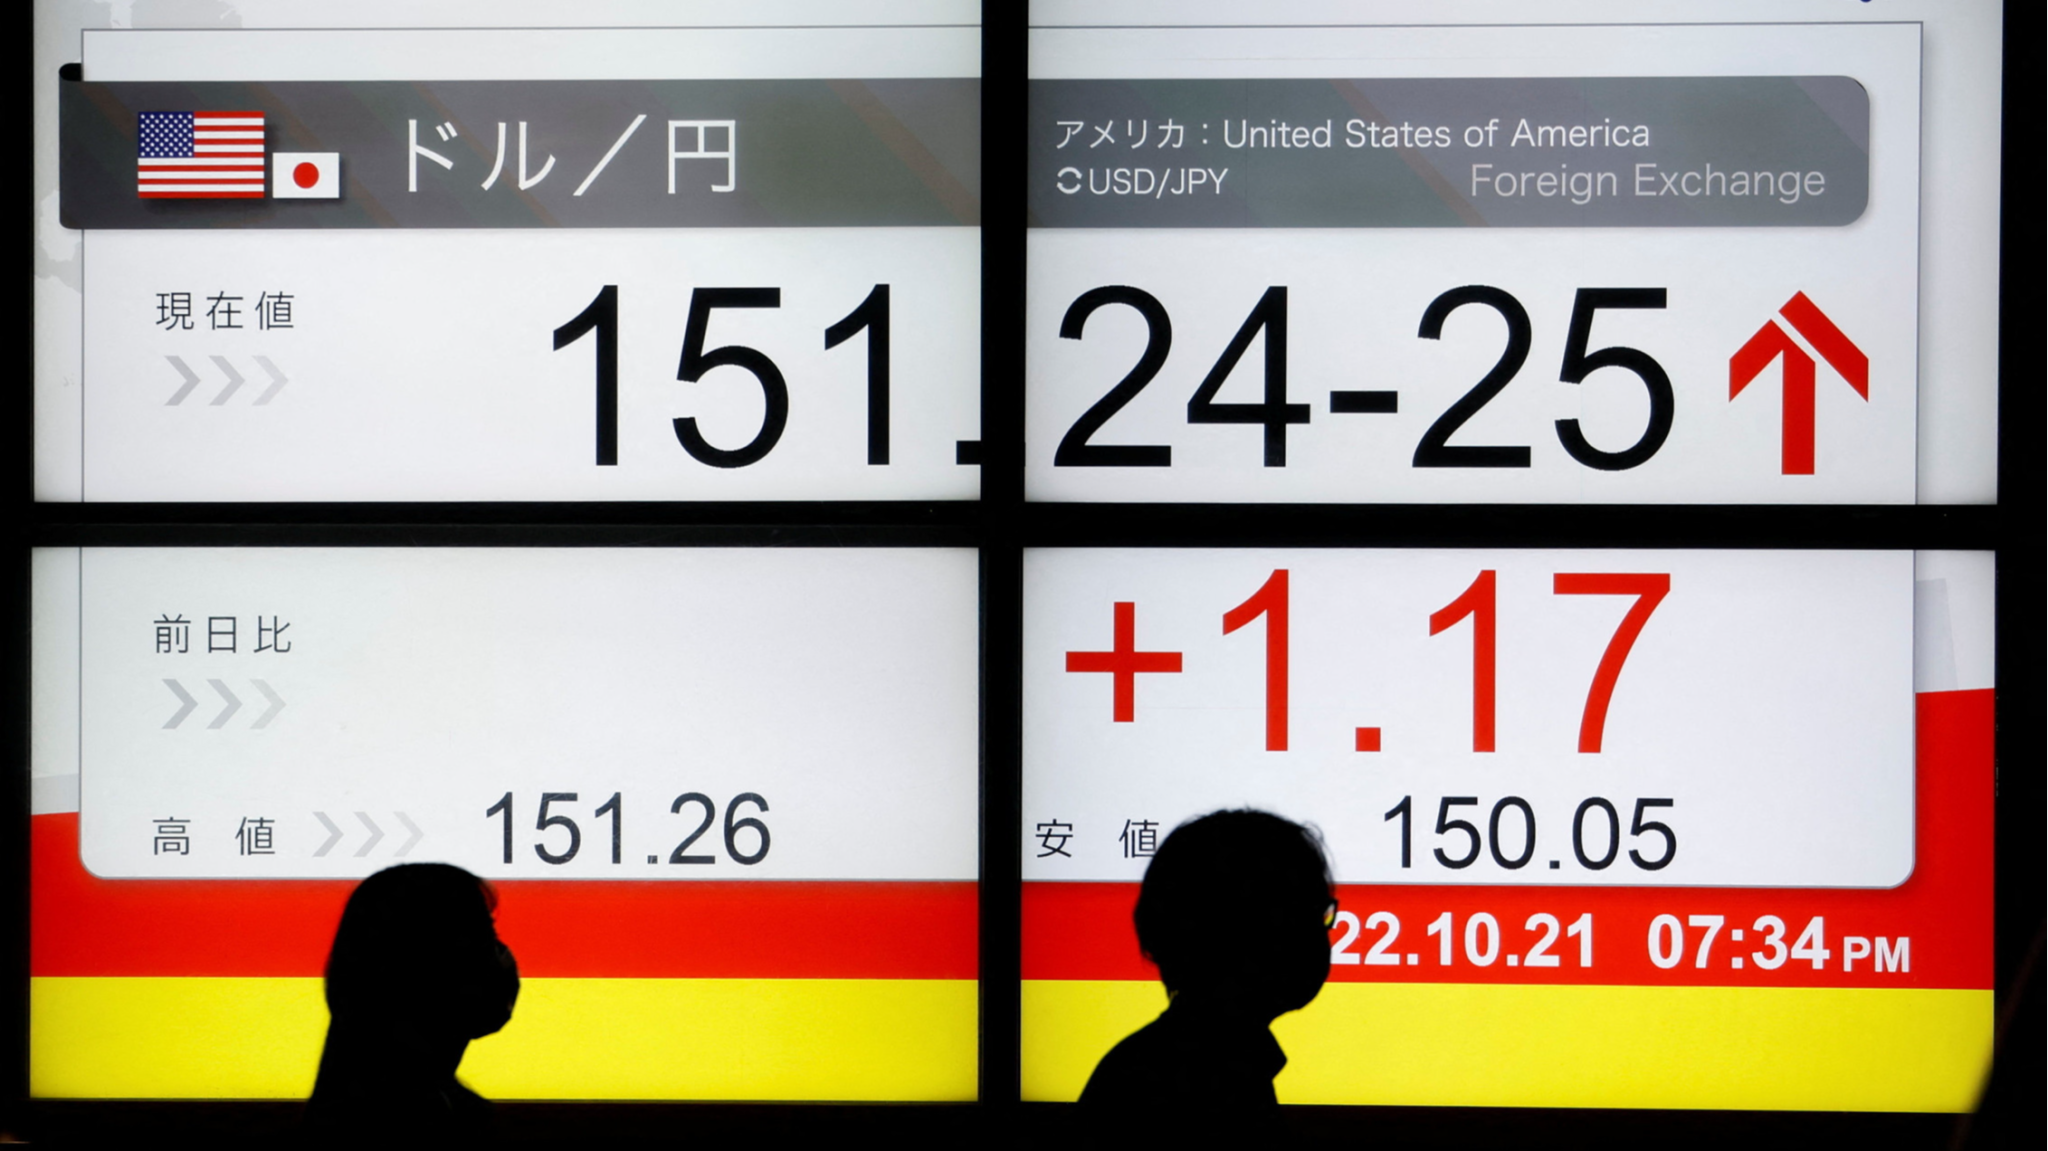 ドル／円
アメリカ：United States of America
USD/JPY Foreign Exchange
現在値 151.24-25
前日比 +1.17
高値 151.26 安値 150.05
22.10.21 07:34 PM